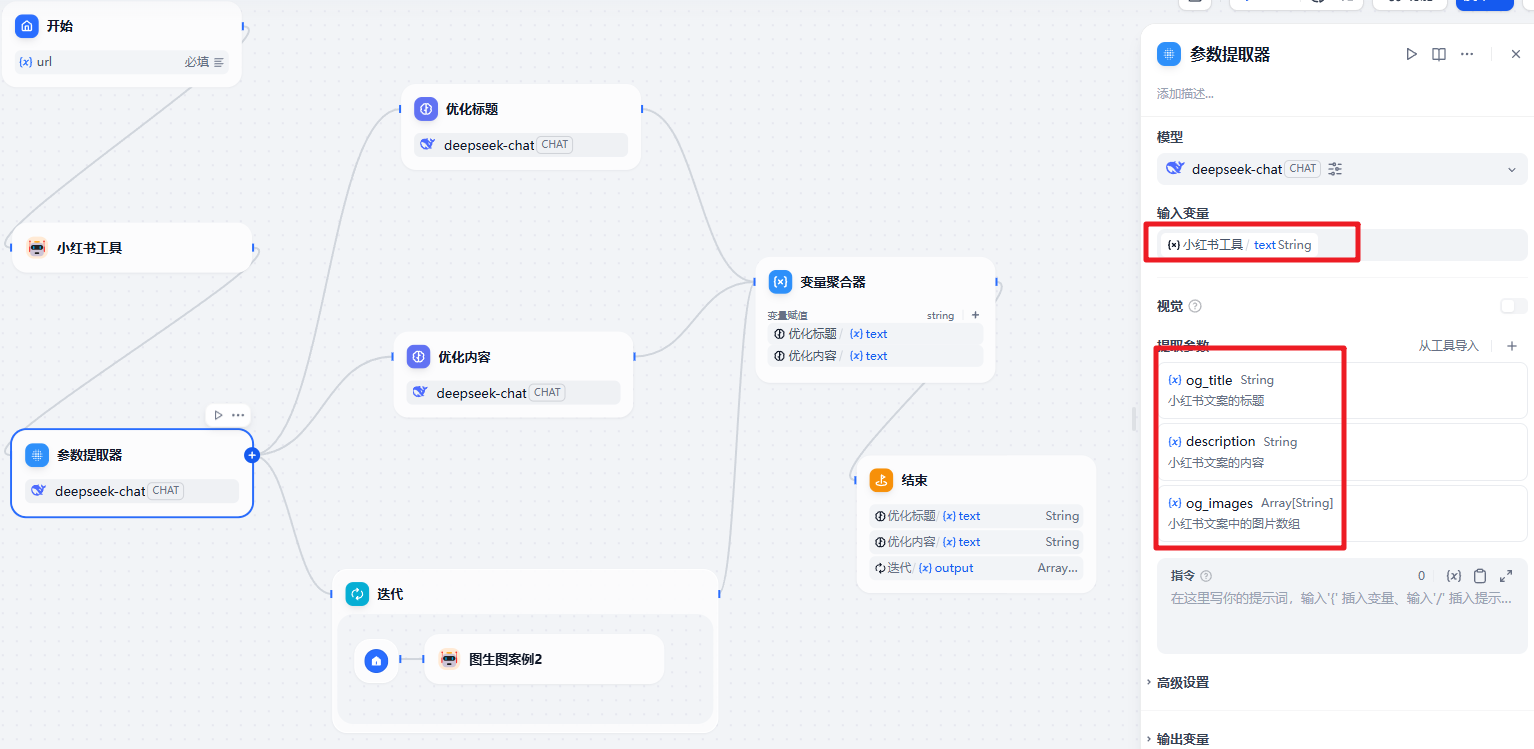 开始
{x} url
必填
小红书工具
参数提取器
deepseek-chat CHAT
优化标题
deepseek-chat CHAT
优化内容
deepseek-chat CHAT
迭代
图生图案例2
变量聚合器
变量赋值
string
+
优化标题 / {x} text
优化内容 / {x} text
结束
优化标题 / {x} text String
优化内容 / {x} text String
迭代 / {x} output Array...
参数提取器
添加描述...
模型
deepseek-chat CHAT
输入变量
{x} 小红书工具 / text String
视觉
提取参数
从工具导入
+
{x} og_title String
小红书文案的标题
{x} description String
小红书文案的内容
{x} og_images Array[String]
小红书文案中的图片数组
指令
0 {x}
在这里写你的提示词，输入'{' 插入变量、输入'/' 插入提示...
高级设置
输出变量